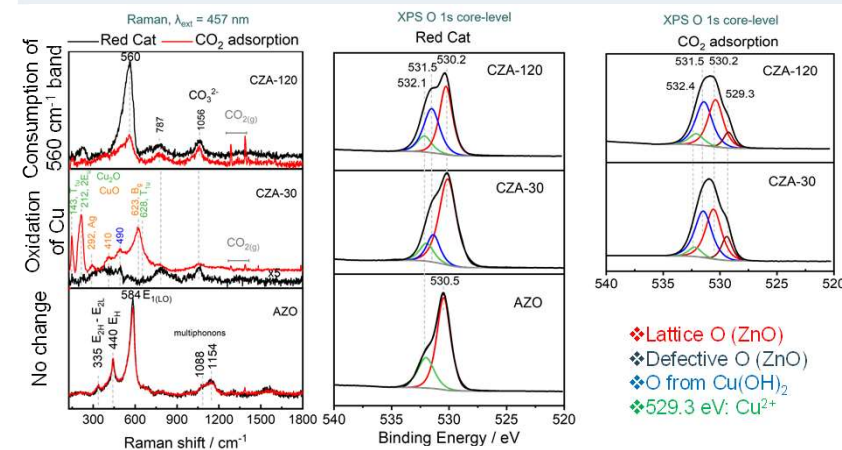 Raman, λext = 457 nm
Red Cat CO2 adsorption
Consumption of
560 cm-1 band
560
CZA-120
CO3 2-
CO2(g)
787
1056
Oxidation
of Cu
143, T1u
212, 2Eu
292, Ag
Cu2O
CuO
410
490
623, Bg
628, T1u
CZA-30
CO2(g)
x5
No change
335 E2H - E2L
440 EH
584 E1(LO)
AZO
multiphonons
1088
1154
300 600 900 1200 1500 1800
Raman shift / cm-1
XPS O 1s core-level
Red Cat
531.5 530.2
532.1
CZA-120
CZA-30
530.5
AZO
540 535 530 525 520
Binding Energy / eV
XPS O 1s core-level
CO2 adsorption
531.5 530.2
532.4 529.3
CZA-120
CZA-30
540 535 530 525 520
❖Lattice O (ZnO)
❖Defective O (ZnO)
❖O from Cu(OH)2
❖529.3 eV: Cu2+